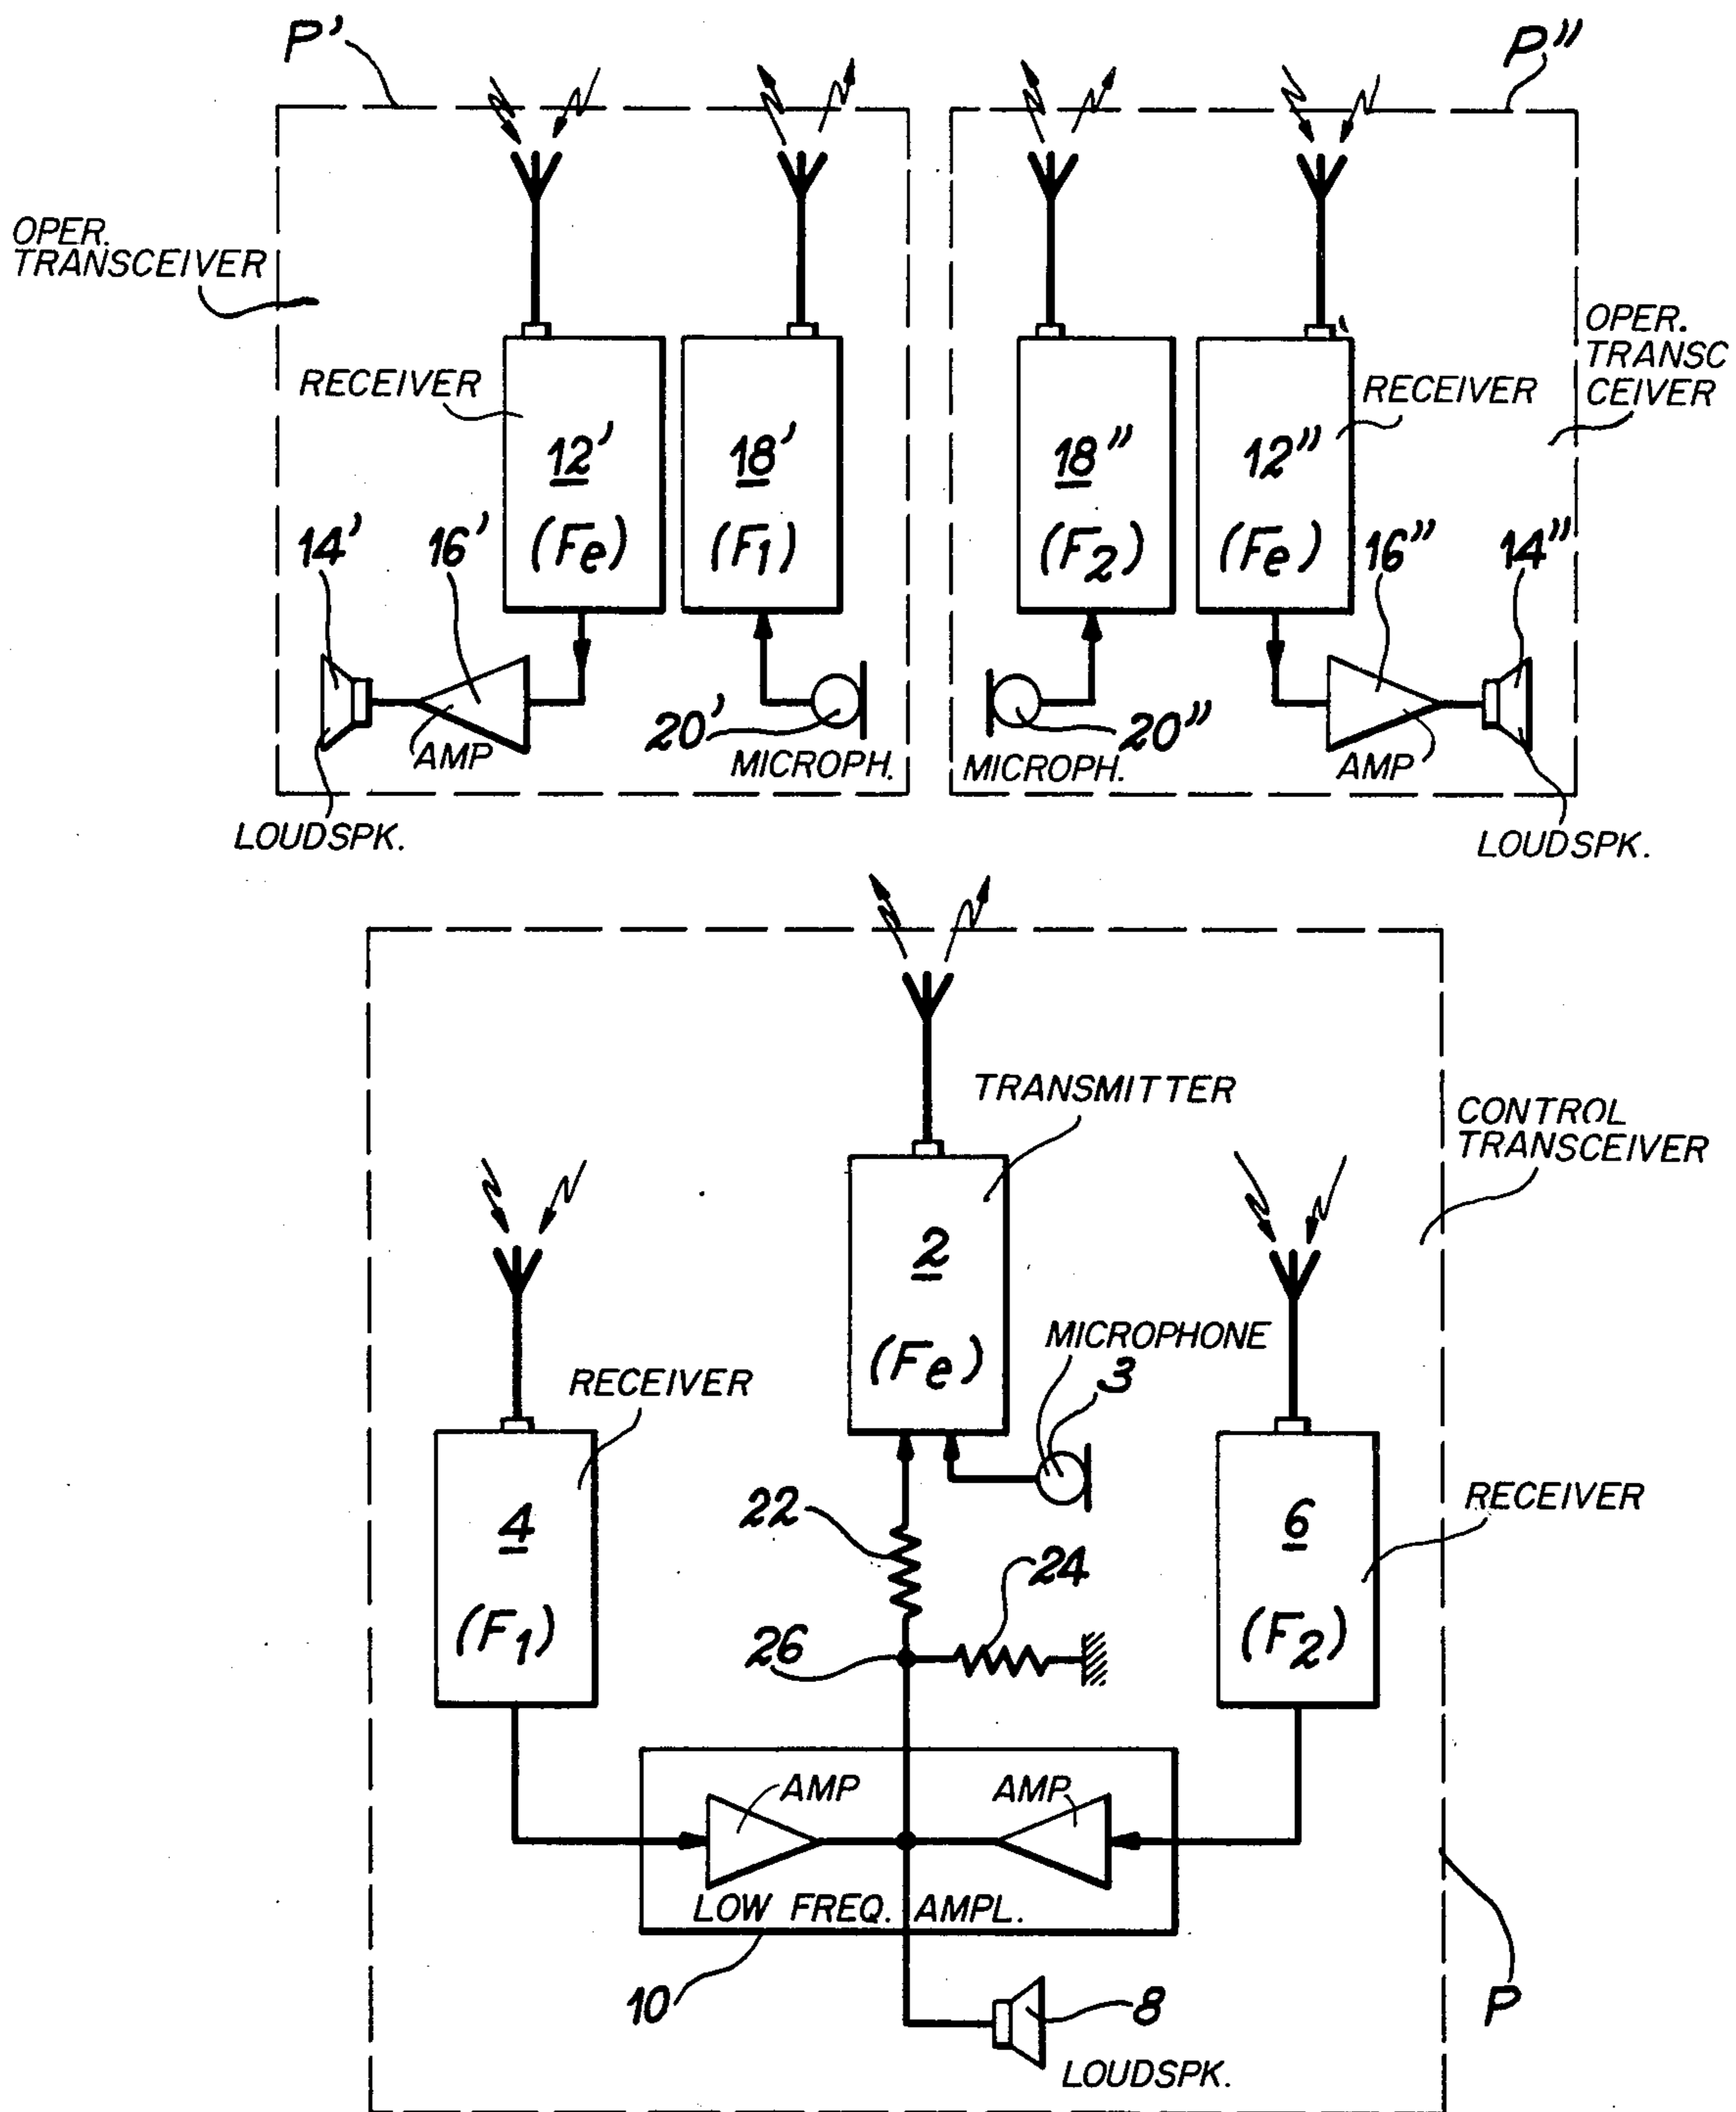 P'
P"
OPER.
TRANSCEIVER
OPER.
TRANSC
CEIVER
RECEIVER
RECEIVER
12'
18'
18"
12"
14'
16'
(Fe)
(F1)
(F2)
(Fe)
16"
14"
20'
20"
AMP
MICROPH.
MICROPH.
AMP
LOUDSPK.
LOUDSPK.
TRANSMITTER
CONTROL
TRANSCEIVER
2
MICROPHONE
3
(Fe)
RECEIVER
22
RECEIVER
4
6
24
(F1)
26
(F2)
AMP
AMP
LOW FREQ. AMPL.
10
8
P
LOUDSPK.